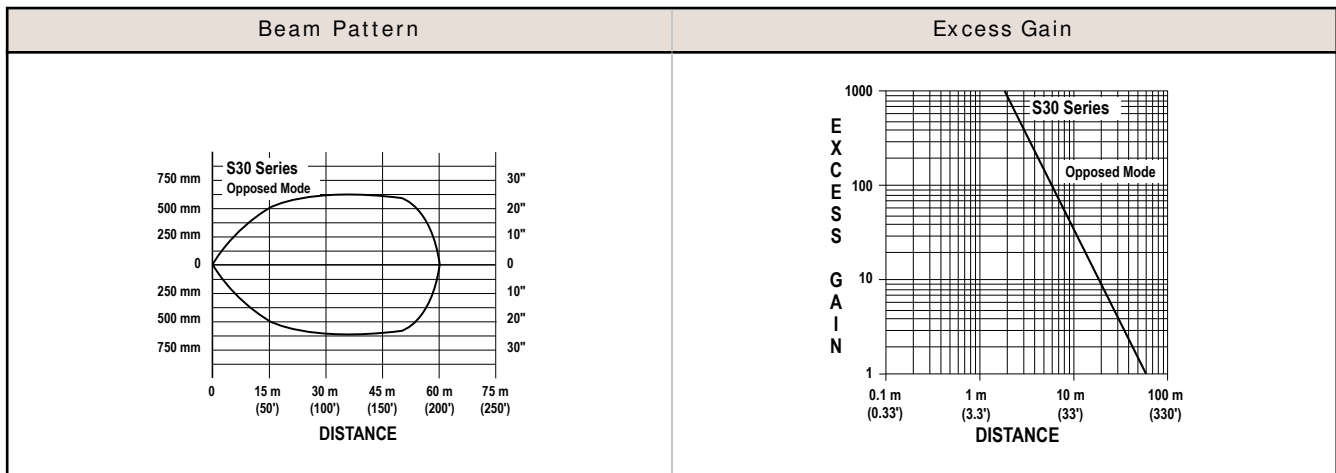 Beam Pattern
Excess Gain
S30 Series
Opposed Mode
750 mm
500 mm
250 mm
0
250 mm
500 mm
750 mm
30"
20"
10"
0
10"
20"
30"
0 15 m 30 m 45 m 60 m 75 m
(50') (100') (150') (200') (250')
DISTANCE
EXCESS GAIN
1000
100
10
1
S30 Series
Opposed Mode
0.1 m 1 m 10 m 100 m
(0.33') (3.3') (33') (330')
DISTANCE